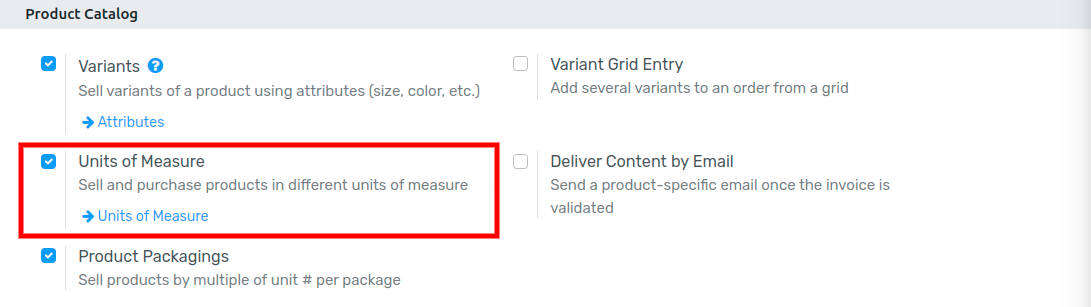 Product Catalog
Variants ?
Sell variants of a product using attributes (size, color, etc.)
Attributes
Variant Grid Entry
Add several variants to an order from a grid
Units of Measure
Sell and purchase products in different units of measure
Units of Measure
Deliver Content by Email
Send a product-specific email once the invoice is
validated
Product Packagings
Sell products by multiple of unit # per package